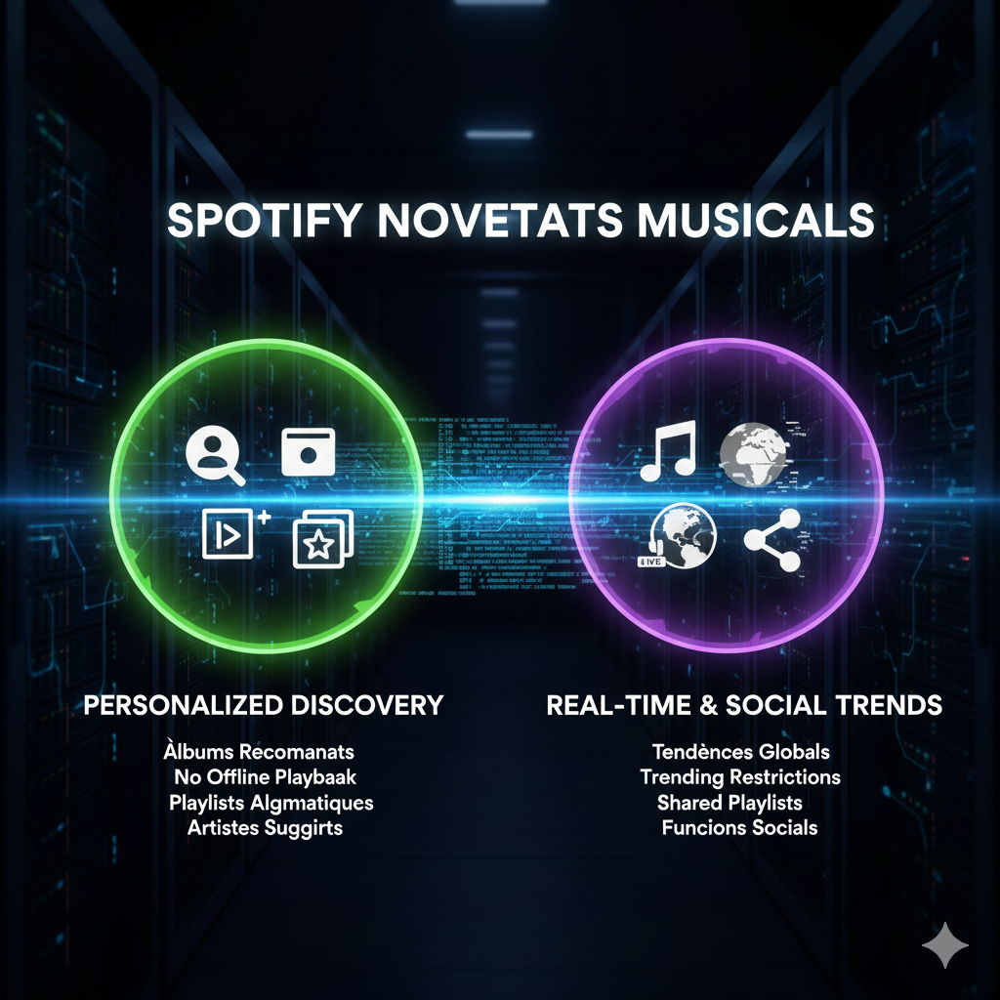 SPOTIFY NOVETATS MUSICALS
LIVE
PERSONALIZED DISCOVERY
Àlbums Recomanats
No Offline Playbaak
Playlists Algmatiques
Artistes Suggirts
REAL-TIME & SOCIAL TRENDS
Tendències Globals
Trending Restrictions
Shared Playlists
Funcions Socials